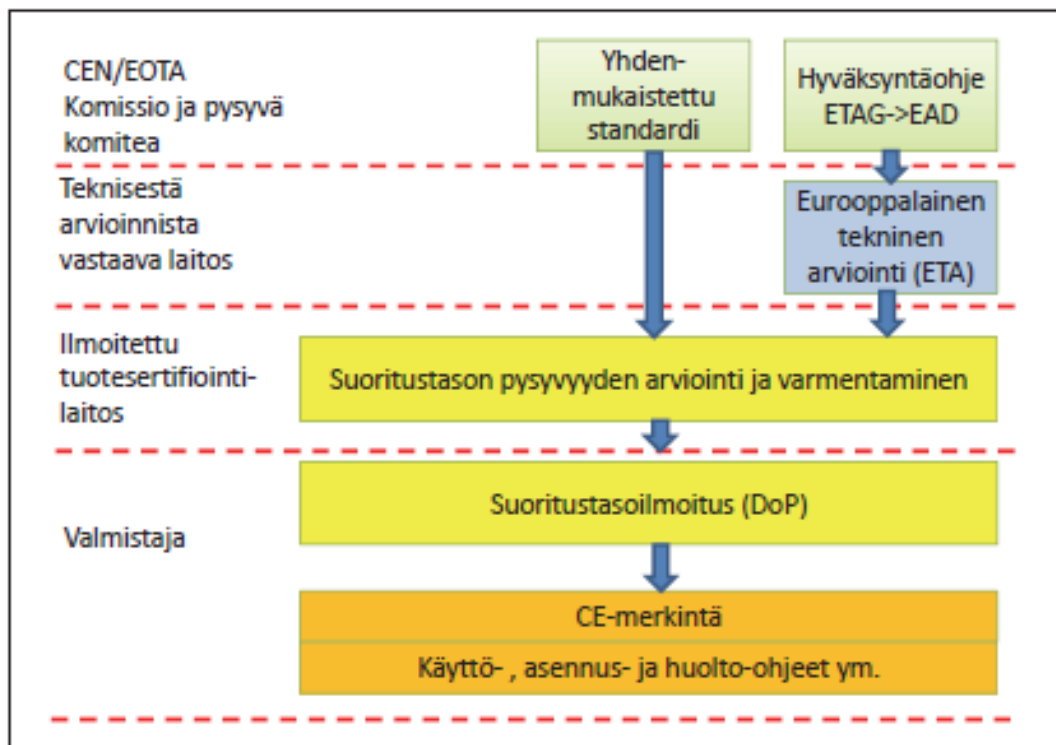 CEN/EOTA
Komissio ja pysyvä
komitea
Yhden-
mukaistettu
standardi
Hyväksyntäohje
ETAG->EAD
Teknisestä
arvioinnista
vastaava laitos
Eurooppalainen
tekninen
arviointi (ETA)
Ilmoitettu
tuotesertifiointi-
laitos
Suoritustason pysyvyyden arviointi ja varmentaminen
Valmistaja
Suoritustasoilmoitus (DoP)
CE-merkintä
Käyttö- , asennus- ja huolto-ohjeet ym.